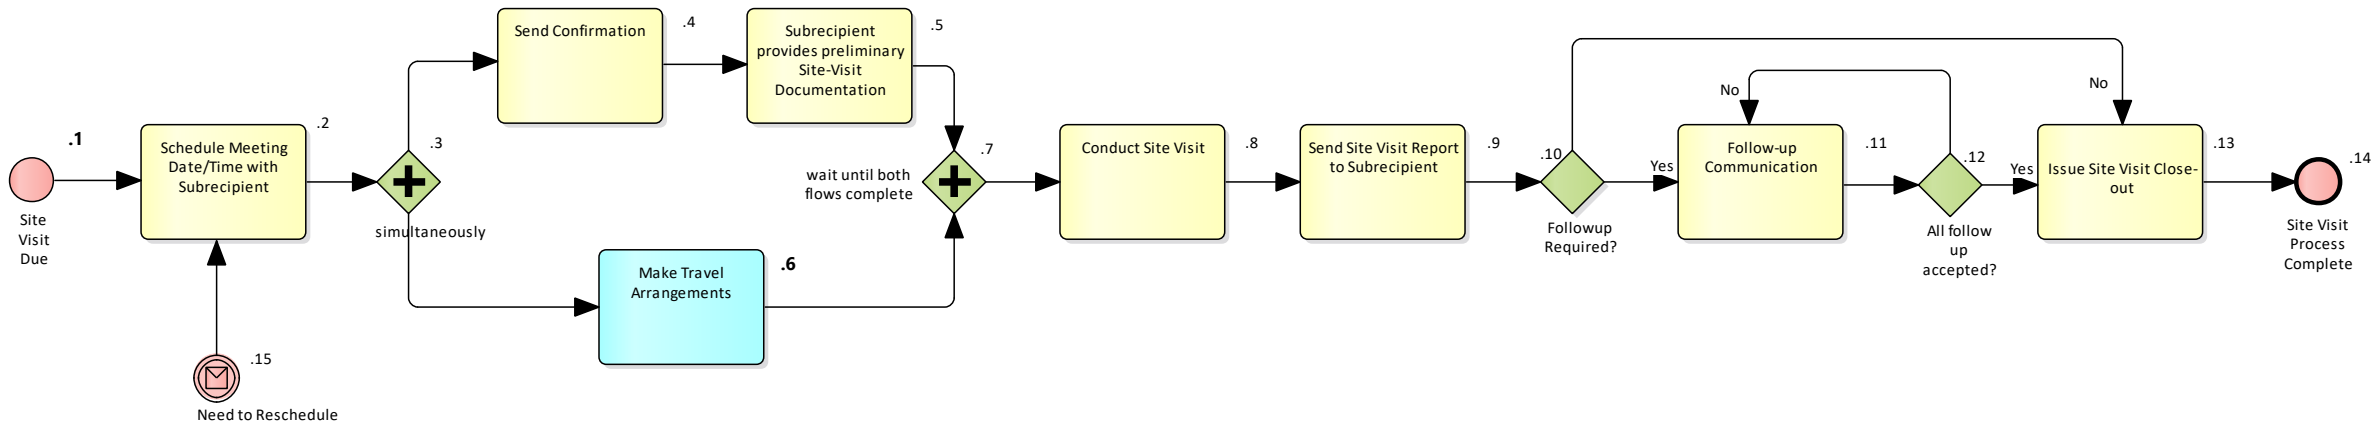 .1
Site
Visit
Due
.2
Schedule Meeting
Date/Time with
Subrecipient
.15
Need to Reschedule
.3
simultaneously
Send Confirmation
.4
Subrecipient
provides preliminary
Site-Visit
Documentation
.5
Make Travel
Arrangements
.6
.7
wait until both
flows complete
Conduct Site Visit
.8
Send Site Visit Report
to Subrecipient
.9
.10
Followup
Required?
Yes
No
Follow-up
Communication
.11
.12
All follow
up
accepted?
No
Yes
Issue Site Visit Close-
out
.13
.14
Site Visit
Process
Complete